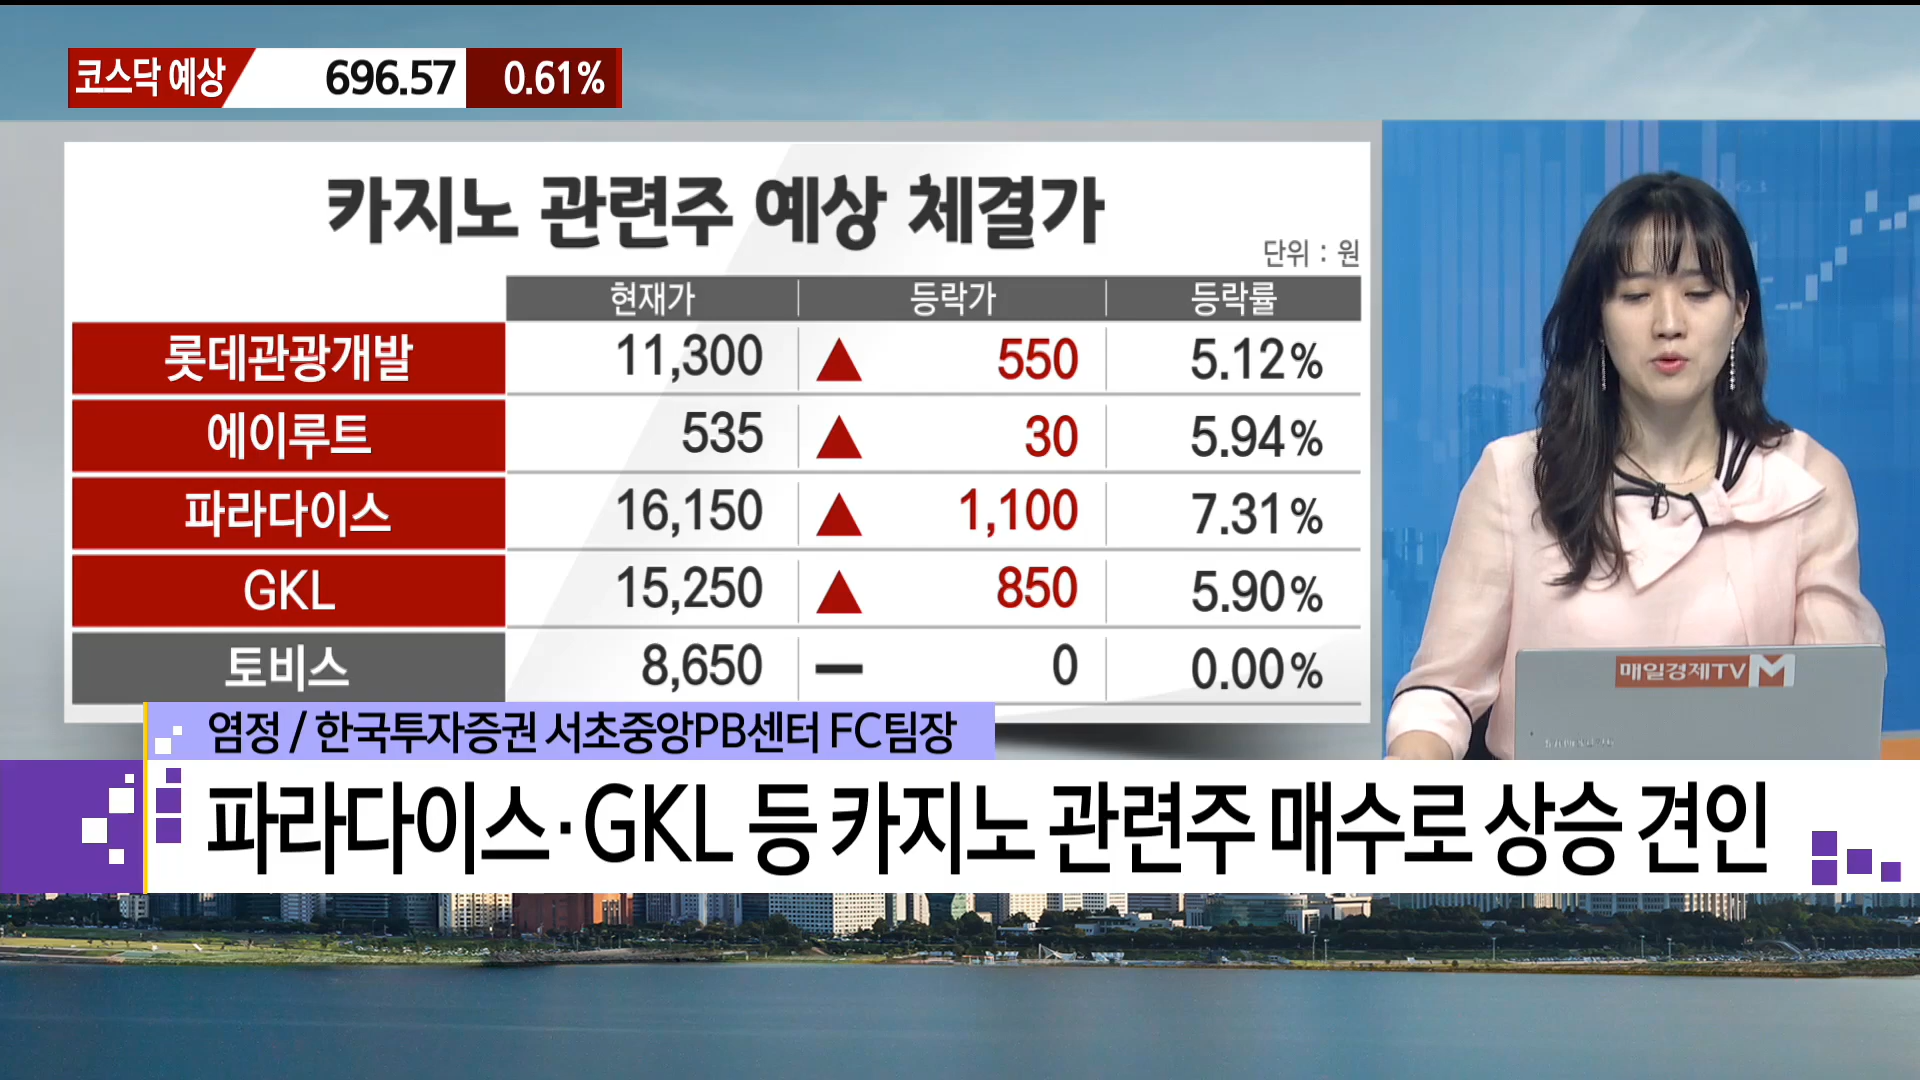 코스닥 예상 696.57 0.61%
카지노 관련주 예상 체결가
단위 : 원
현재가 등락가 등락률
롯데관광개발 11,300 ▲ 550 5.12%
에이루트 535 ▲ 30 5.94%
파라다이스 16,150 ▲ 1,100 7.31%
GKL 15,250 ▲ 850 5.90%
토비스 8,650 ━ 0 0.00%
매일경제TV M
염정 / 한국투자증권 서초중앙PB센터 FC팀장
파라다이스·GKL 등 카지노 관련주 매수로 상승 견인